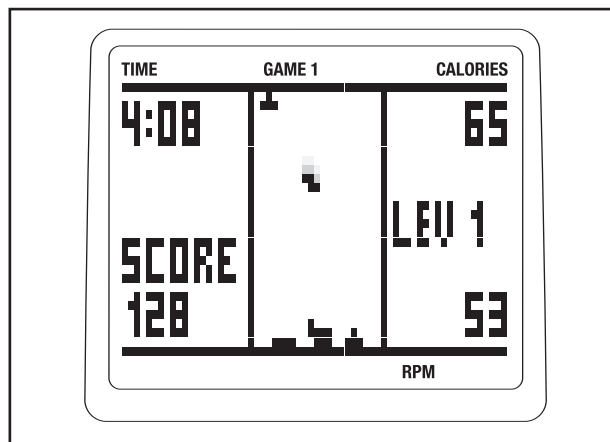 TIME GAME 1 CALORIES
4:08 65
LEV 1
SCORE
128 53
RPM